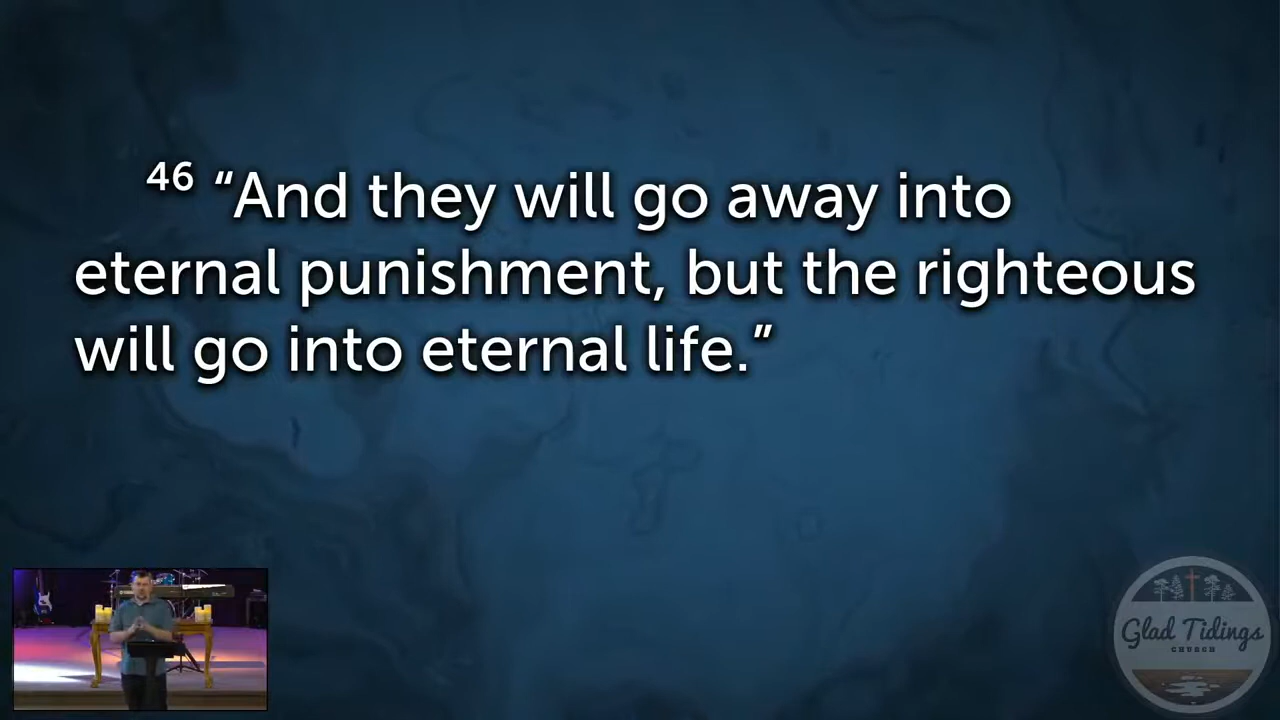 46 “And they will go away into
eternal punishment, but the righteous
will go into eternal life.”
Glad Tidings
CHURCH